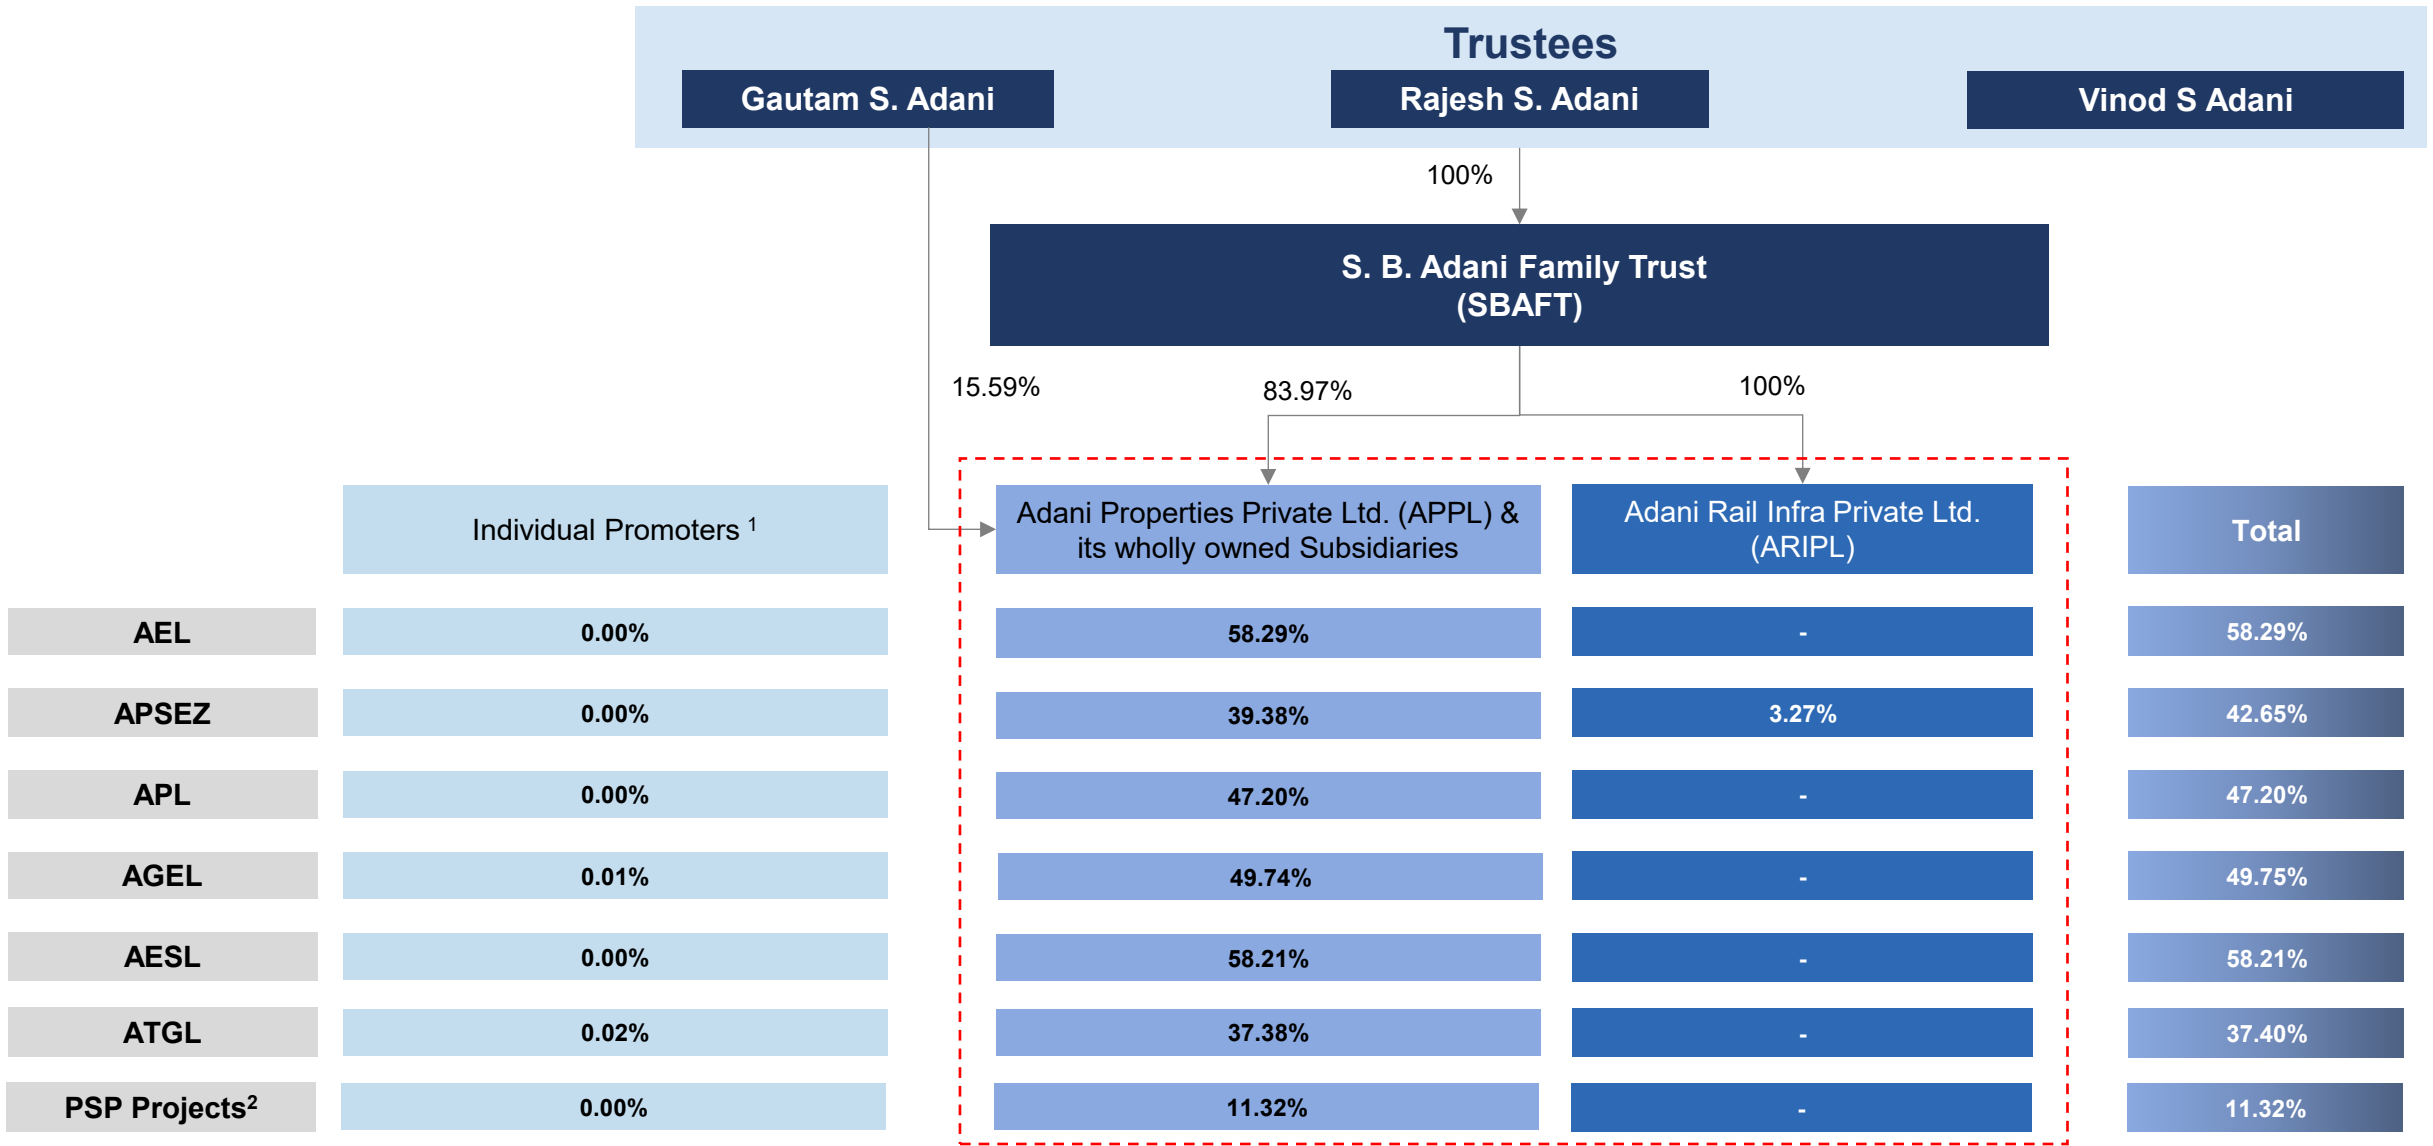 Trustees
Gautam S. Adani
Rajesh S. Adani
Vinod S Adani
100%
S. B. Adani Family Trust
(SBAFT)
15.59%
83.97%
100%
Individual Promoters 1
Adani Properties Private Ltd. (APPL) &
its wholly owned Subsidiaries
Adani Rail Infra Private Ltd.
(ARIPL)
Total
AEL
0.00%
58.29%
-
58.29%
APSEZ
0.00%
39.38%
3.27%
42.65%
APL
0.00%
47.20%
-
47.20%
AGEL
0.01%
49.74%
-
49.75%
AESL
0.00%
58.21%
-
58.21%
ATGL
0.02%
37.38%
-
37.40%
PSP Projects2
0.00%
11.32%
-
11.32%